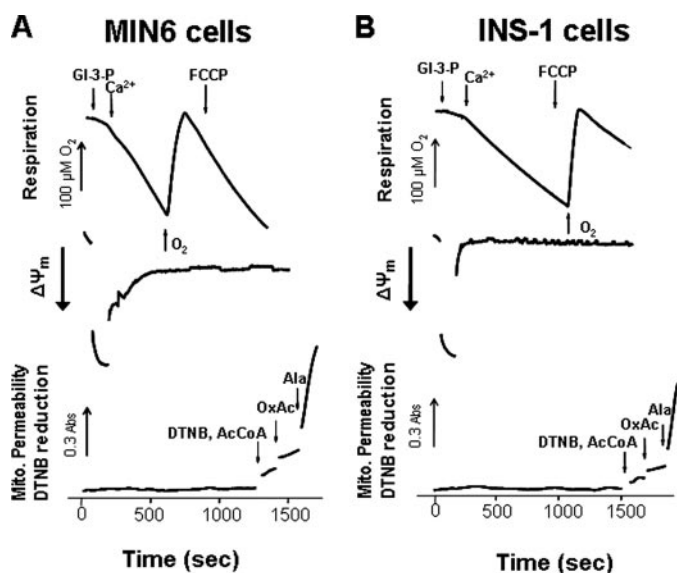 A
MIN6 cells
Gl-3-P
Ca²⁺
FCCP
Respiration
100 µM O₂
O₂
ΔΨm
Mito. Permeability
DTNB reduction
0.3 Abs
DTNB, AcCoA
OxAc
Ala
0 500 1000 1500
Time (sec)
B
INS-1 cells
Gl-3-P
Ca²⁺
FCCP
Respiration
100 µM O₂
O₂
ΔΨm
Mito. Permeability
DTNB reduction
0.3 Abs
DTNB, AcCoA
OxAc
Ala
0 500 1000 1500
Time (sec)